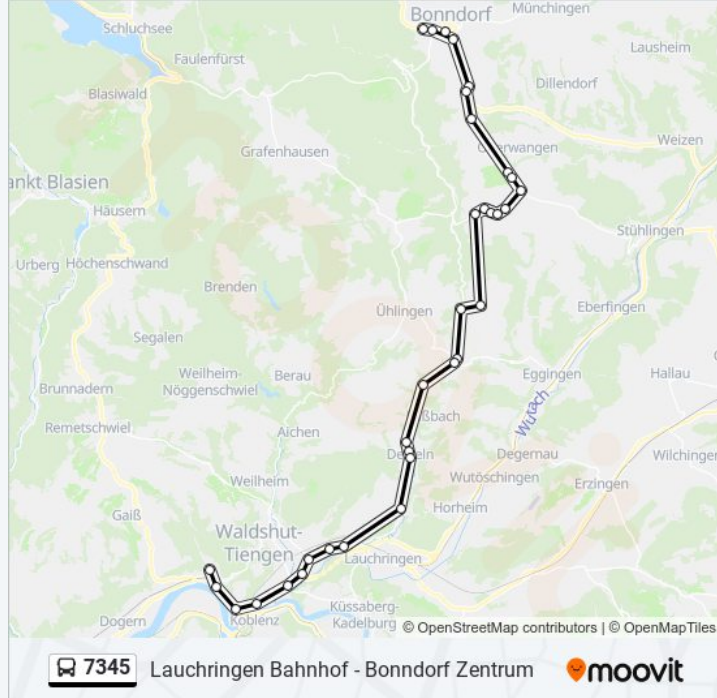 Bonndorf
Münchingen
Schluchsee
Lausheim
Faulenfürst
Dillendorf
Blasiwald
Weizen
Grafenhausen
ankt Blasien
Häusern
Stühlingen
Urberg
Höchenschwand
Brenden
Eberfingen
Ühlingen
Segalen
Weilheim-
Nöggenschwiel
Berau
Eggingen
Hallau
Brunnadern
Wutach
ßbach
Remetschwiel
Aichen
Degernau
Wilchingen
Weilheim
Wutöschingen
Erzingen
Gaiß
Horheim
Waldshut-
Tiengen
Lauchringen
Küssaberg-
Kadelburg
Dogern
Koblenz
© OpenStreetMap contributors | © OpenMapTiles
7345 Lauchringen Bahnhof - Bonndorf Zentrum moovit